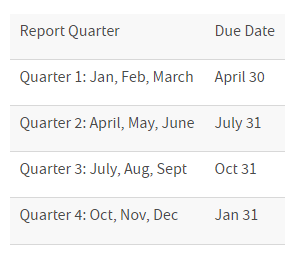 Report Quarter Due Date
Quarter 1: Jan, Feb, March April 30
Quarter 2: April, May, June July 31
Quarter 3: July, Aug, Sept Oct 31
Quarter 4: Oct, Nov, Dec Jan 31